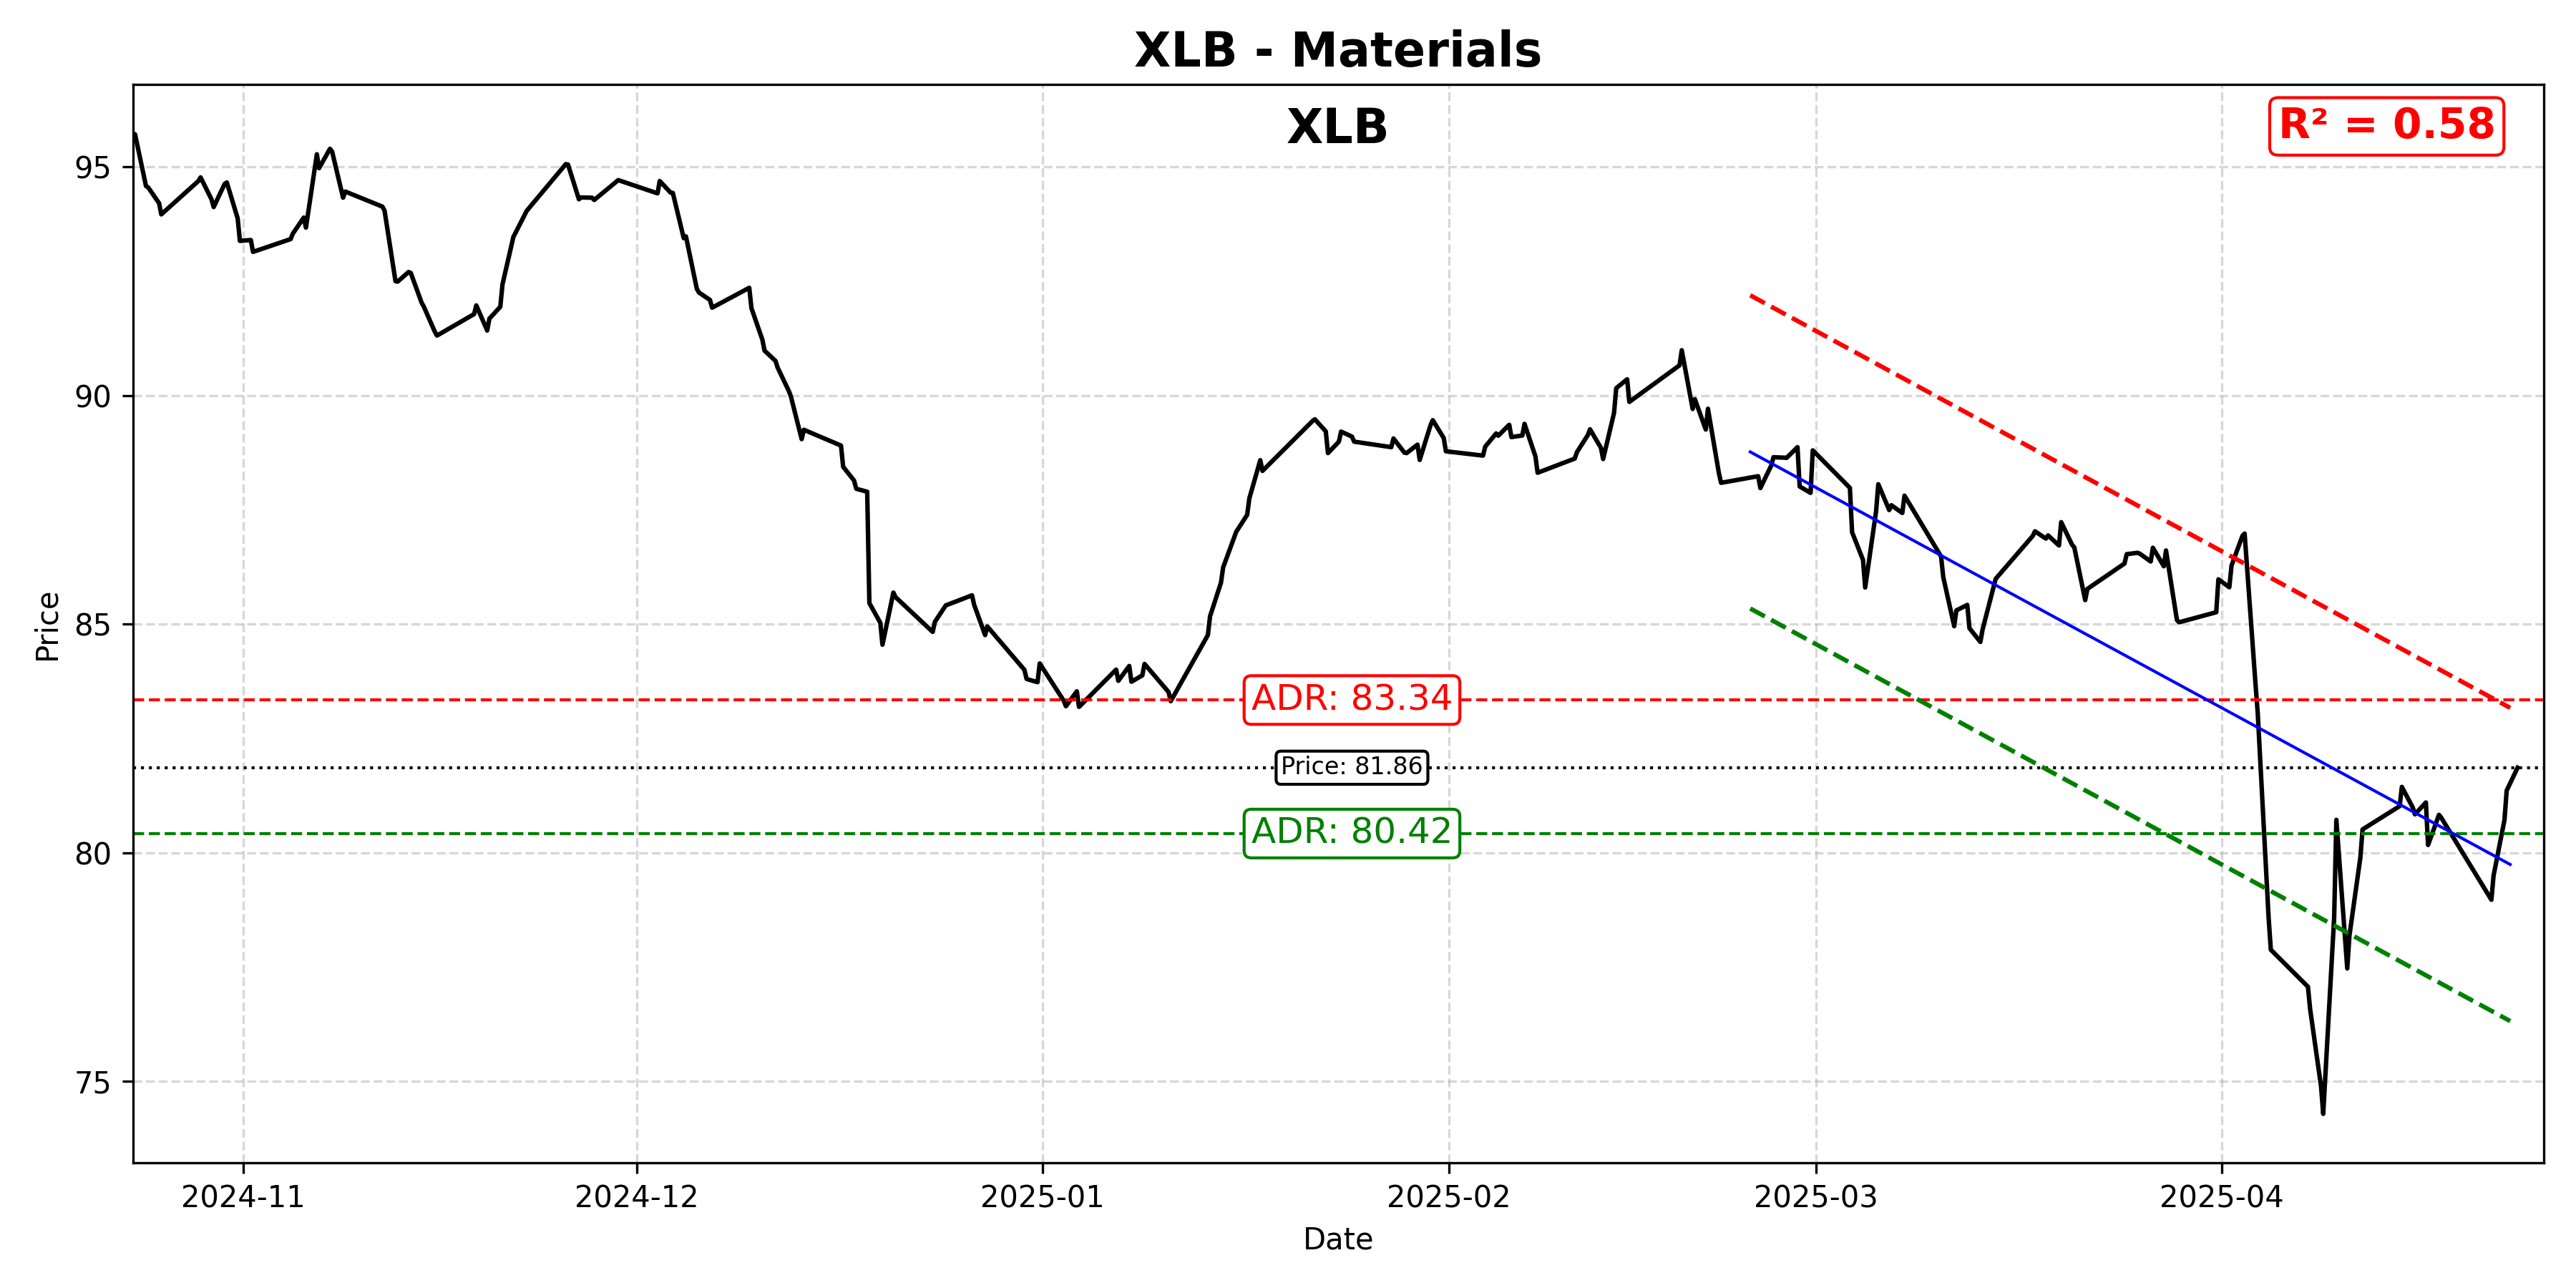 XLB - Materials
XLB
R² = 0.58
95
90
85
80
75
Price
ADR: 83.34
Price: 81.86
ADR: 80.42
2024-11
2024-12
2025-01
2025-02
2025-03
2025-04
Date